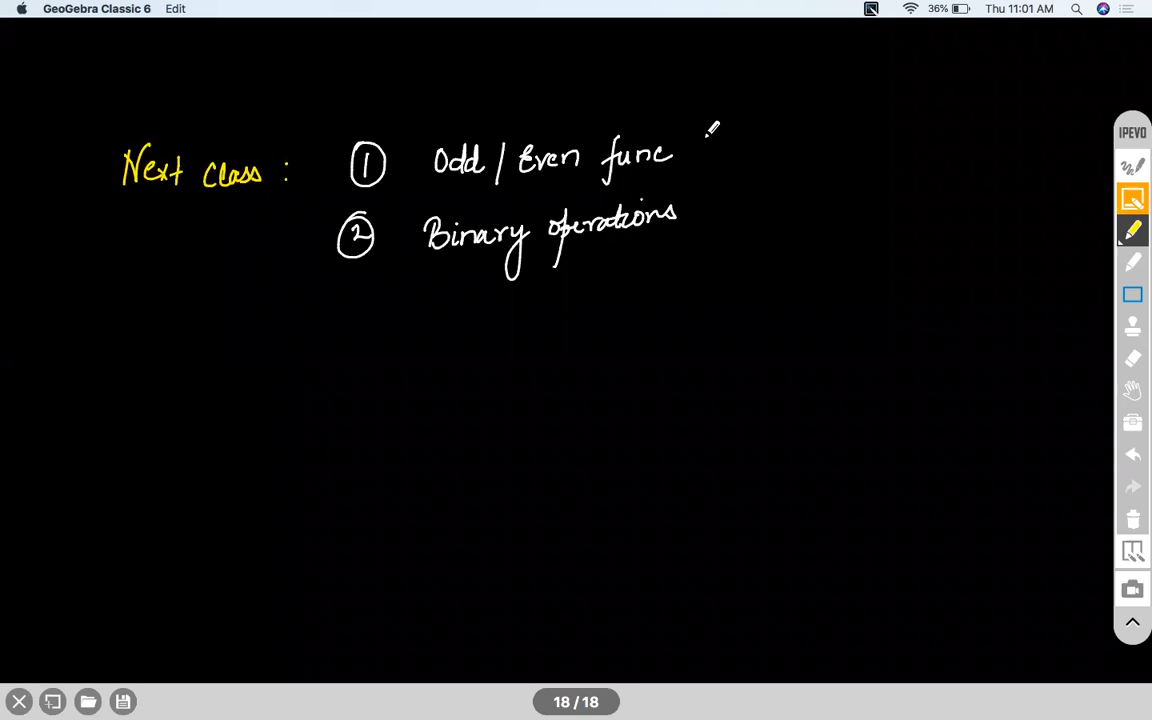 GeoGebra Classic 6 Edit 36% Thu 11:01 AM
IPEVO
Next class : 1 Odd / Even func
2 Binary operations
18 / 18